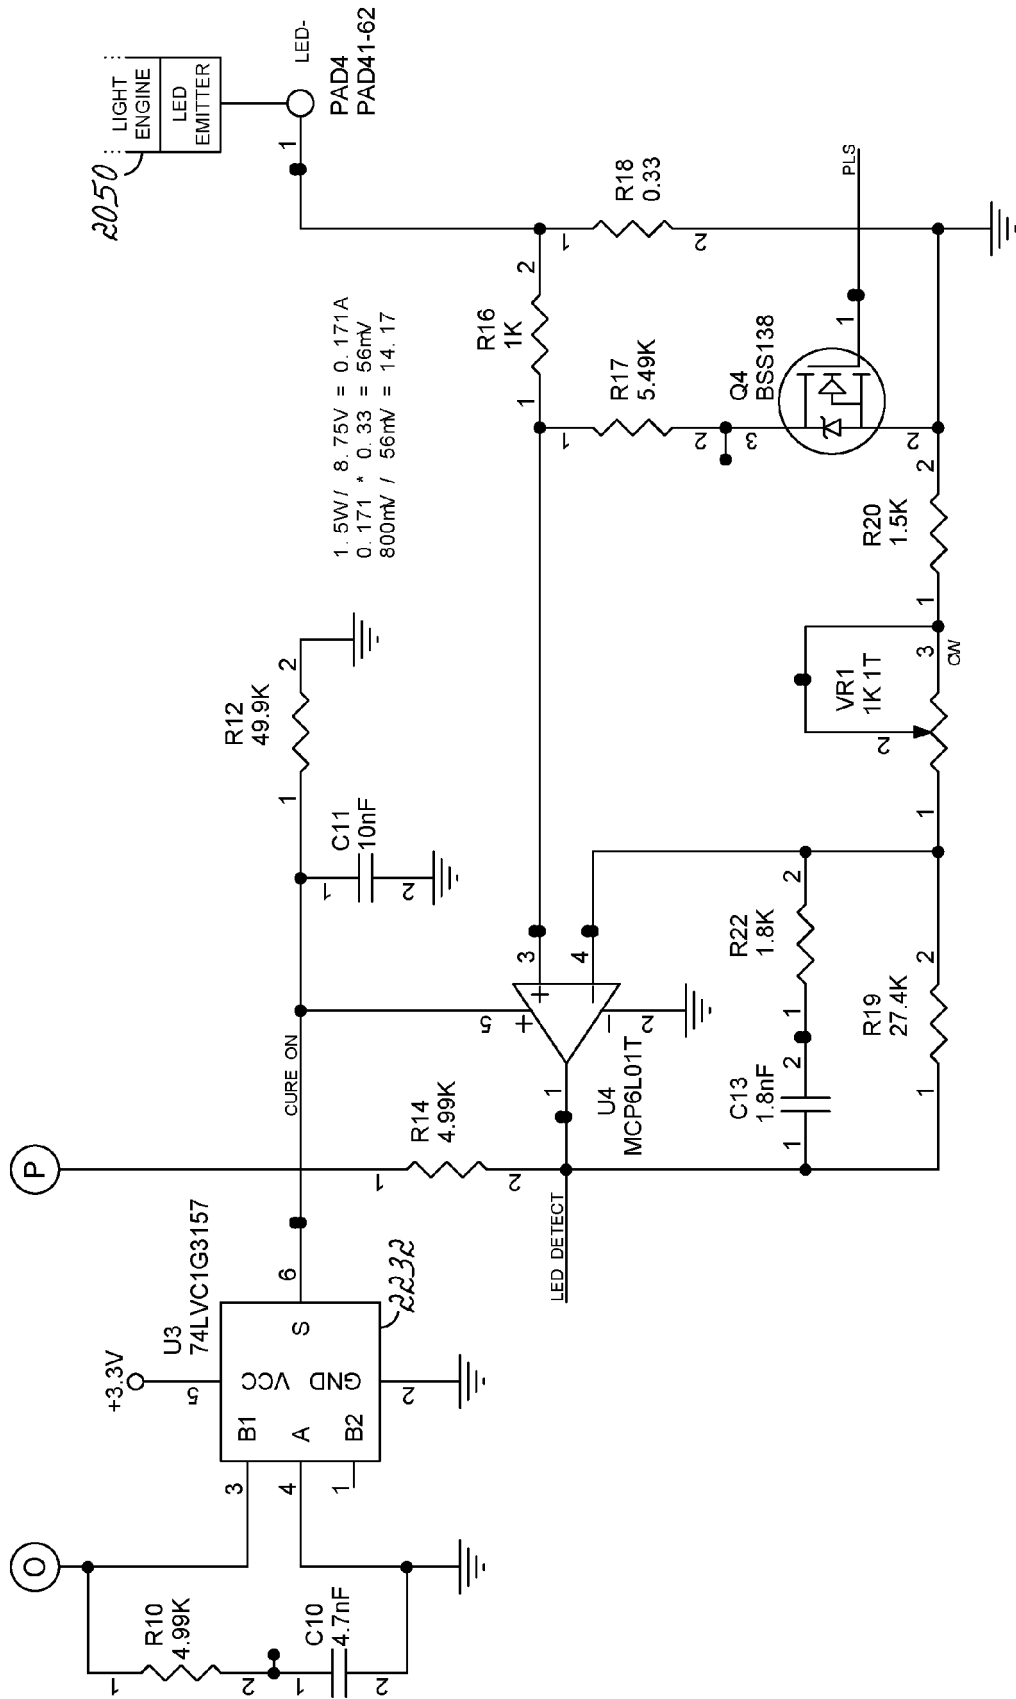 O
R10
4.99K
1
2
C10
4.7nF
1
2
+3.3V
U3
74LVC1G3157
5
VCC
GND
2
B1
A
B2
S
3
4
1
6
2232
P
R14
4.99K
1
2
CURE ON
LED DETECT
C11
10nF
1
2
R12
49.9K
1
2
1.5W / 8.75V = 0.171A
0.171 * 0.33 = 56mV
800mV / 56mV = 14.17
2050
LIGHT
ENGINE
LED
EMITTER
1
LED-
PAD4
PAD41-62
U4
MCP6L01T
1
5
+
3
+
4
–
–
2
R16
1K
1
2
R17
5.49K
1
2
R18
0.33
1
2
Q4
BSS138
3
1
2
PLS
C13
1.8nF
1
2
R22
1.8K
1
2
R19
27.4K
1
2
VR1
1K 1T
1
2
3
CW
R20
1.5K
1
2